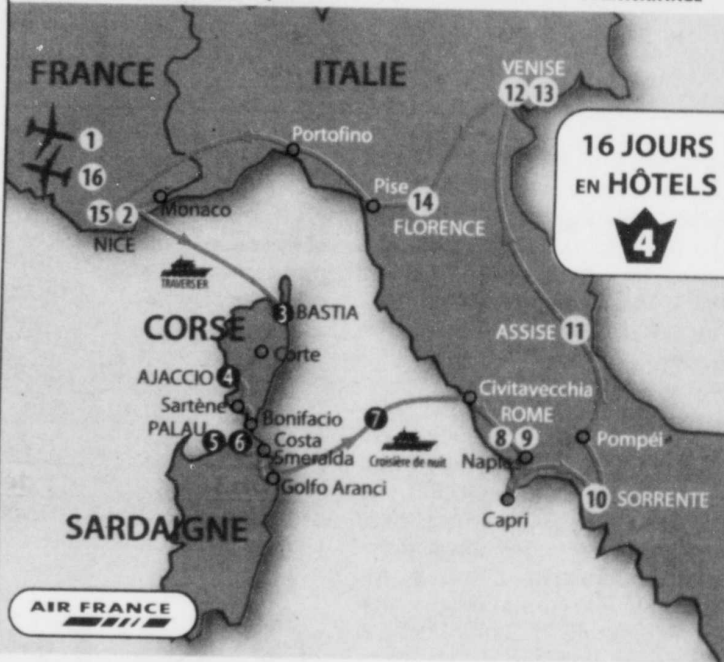 FRANCE
ITALIE
VENISE
12 13
1
16
Portofino
16 JOURS
EN HÔTELS
4
15 2
Monaco
Pise
14
NICE
FLORENCE
TRAVERSIER
3 BASTIA
CORSE
Corte
ASSISE 11
AJACCIO 4
Civitavecchia
Sartène
Bonifacio
7
ROME
PALAU 5 6
Costa
Smeralda
8 9
Pompéi
Croisière de nuit
Naples
Golfo Aranci
10 SORRENTE
Capri
SARDAIGNE
AIR FRANCE